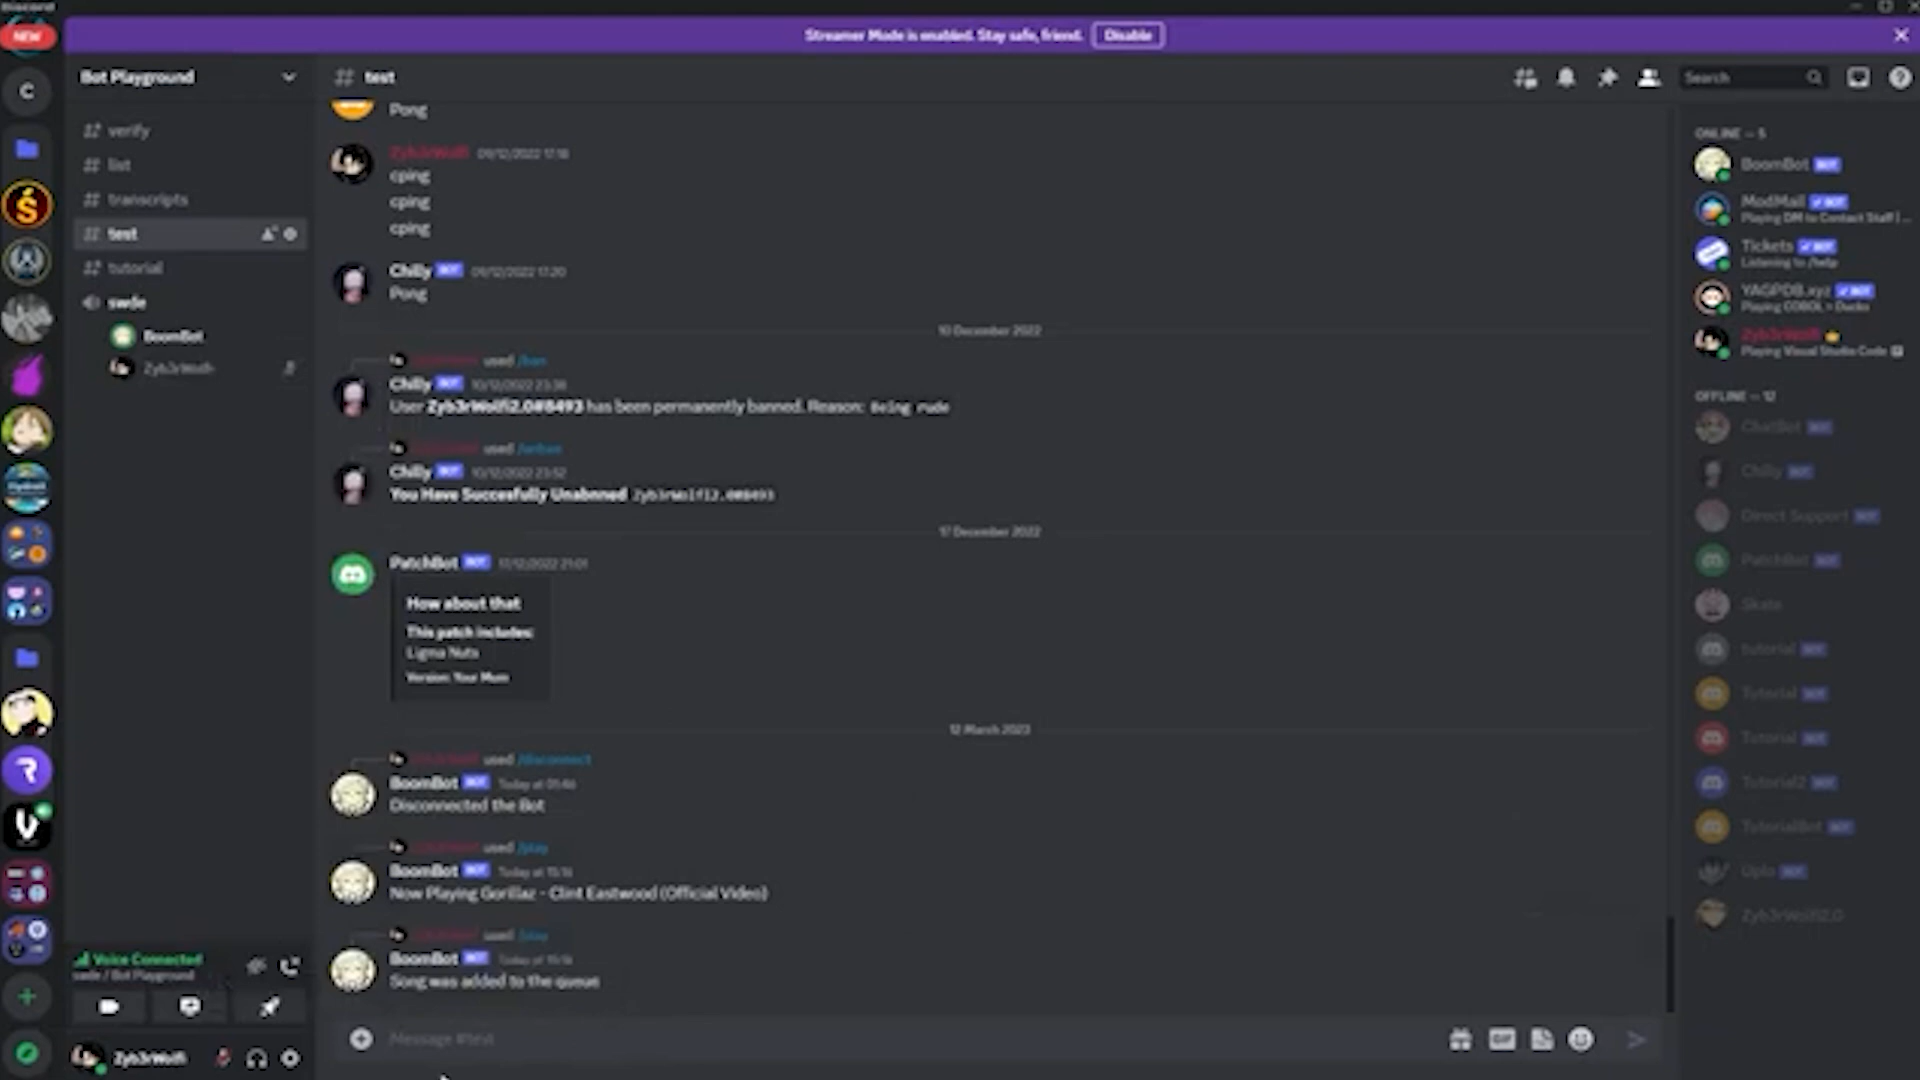 Discord
NEW
Streamer Mode is enabled. Stay safe, friend.
Disable
C
Bot Playground
test
Search
verify
list
transcripts
test
tutorial
swde
BoomBot
Zyb3rWolfi
Pong
Zyb3rWolfi 09/12/2022 17:18
cping
cping
cping
Chilly BOT 09/12/2022 17:20
Pong
10 December 2022
used /ban
Chilly BOT 10/12/2022 23:38
User Zyb3rWolfi2.0#8493 has been permanently banned. Reason: Being rude
used /unban
Chilly BOT 10/12/2022 23:52
You Have Succesfully Unabnned Zyb3rWolfi2.0#8493
17 December 2022
PatchBot BOT 17/12/2022 21:01
How about that
This patch includes:
Ligma Nuts
Version: Your Mum
12 March 2023
used /disconnect
BoomBot BOT Today at 01:46
Disconnected the Bot
used /play
BoomBot BOT Today at
Now Playing Gorillaz - Clint Eastwood (Official Video)
used /play
BoomBot BOT Today at
Song was added to the queue
Message #test
GIF
ONLINE — 5
BoomBot BOT
ModMail BOT
Playing DM to Contact Staff | ...
Tickets BOT
Listening to /help
YAGPDB.xyz BOT
Playing COBOL > Ducks
Zyb3rWolfi
Playing Visual Studio Code
OFFLINE — 12
ChatBot BOT
Chilly BOT
Direct Support BOT
PatchBot BOT
Skate
tutorial BOT
Tutorial BOT
Tutorial BOT
Tutorial2 BOT
TutorialBot BOT
Uplo BOT
Zyb3rWolfi2.0
Voice Connected
swde / Bot Playground
Zyb3rWolfi